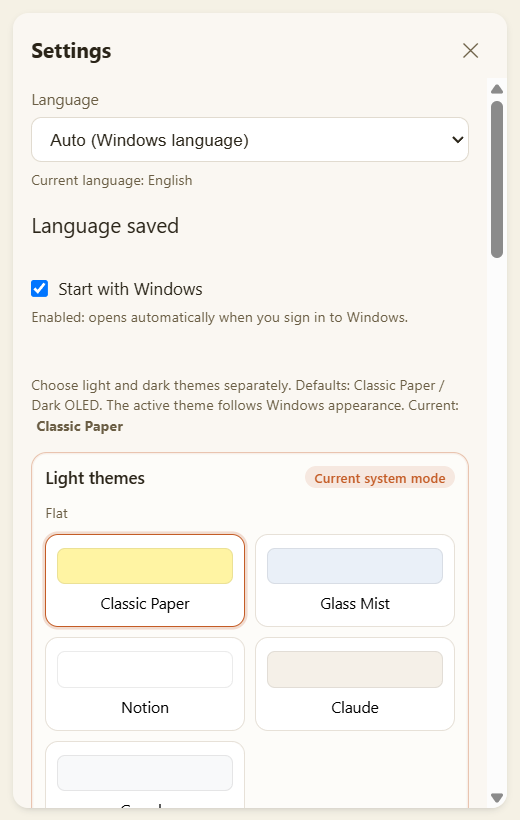 Settings
Language
Auto (Windows language)
Current language: English
Language saved
Start with Windows
Enabled: opens automatically when you sign in to Windows.
Choose light and dark themes separately. Defaults: Classic Paper /
Dark OLED. The active theme follows Windows appearance. Current:
Classic Paper
Light themes
Current system mode
Flat
Classic Paper
Glass Mist
Notion
Claude